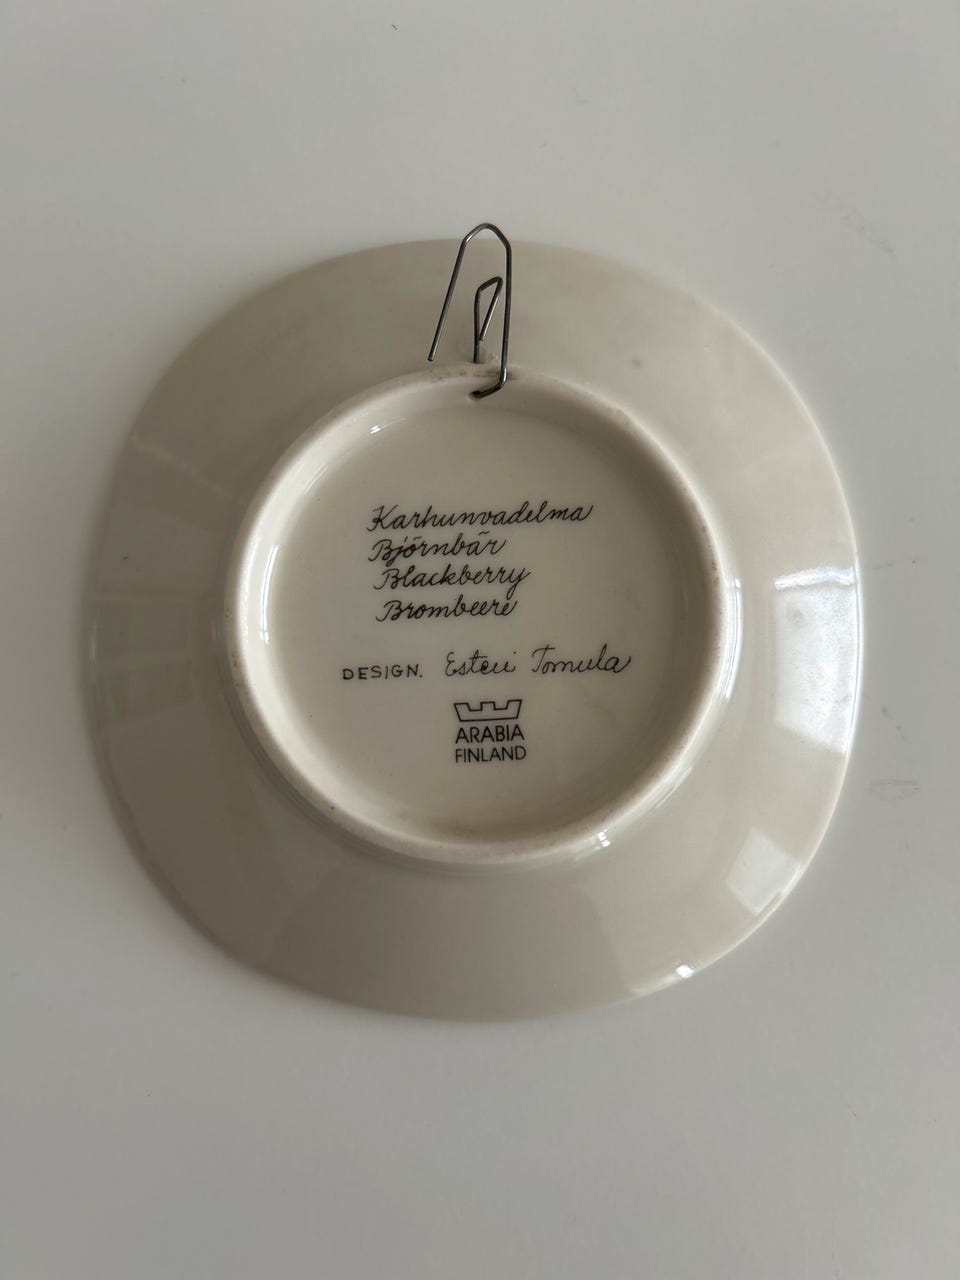 Karhunvadelma
Björnbär
Blackberry
Brombeere
DESIGN. Esteri Tomula
ARABIA
FINLAND